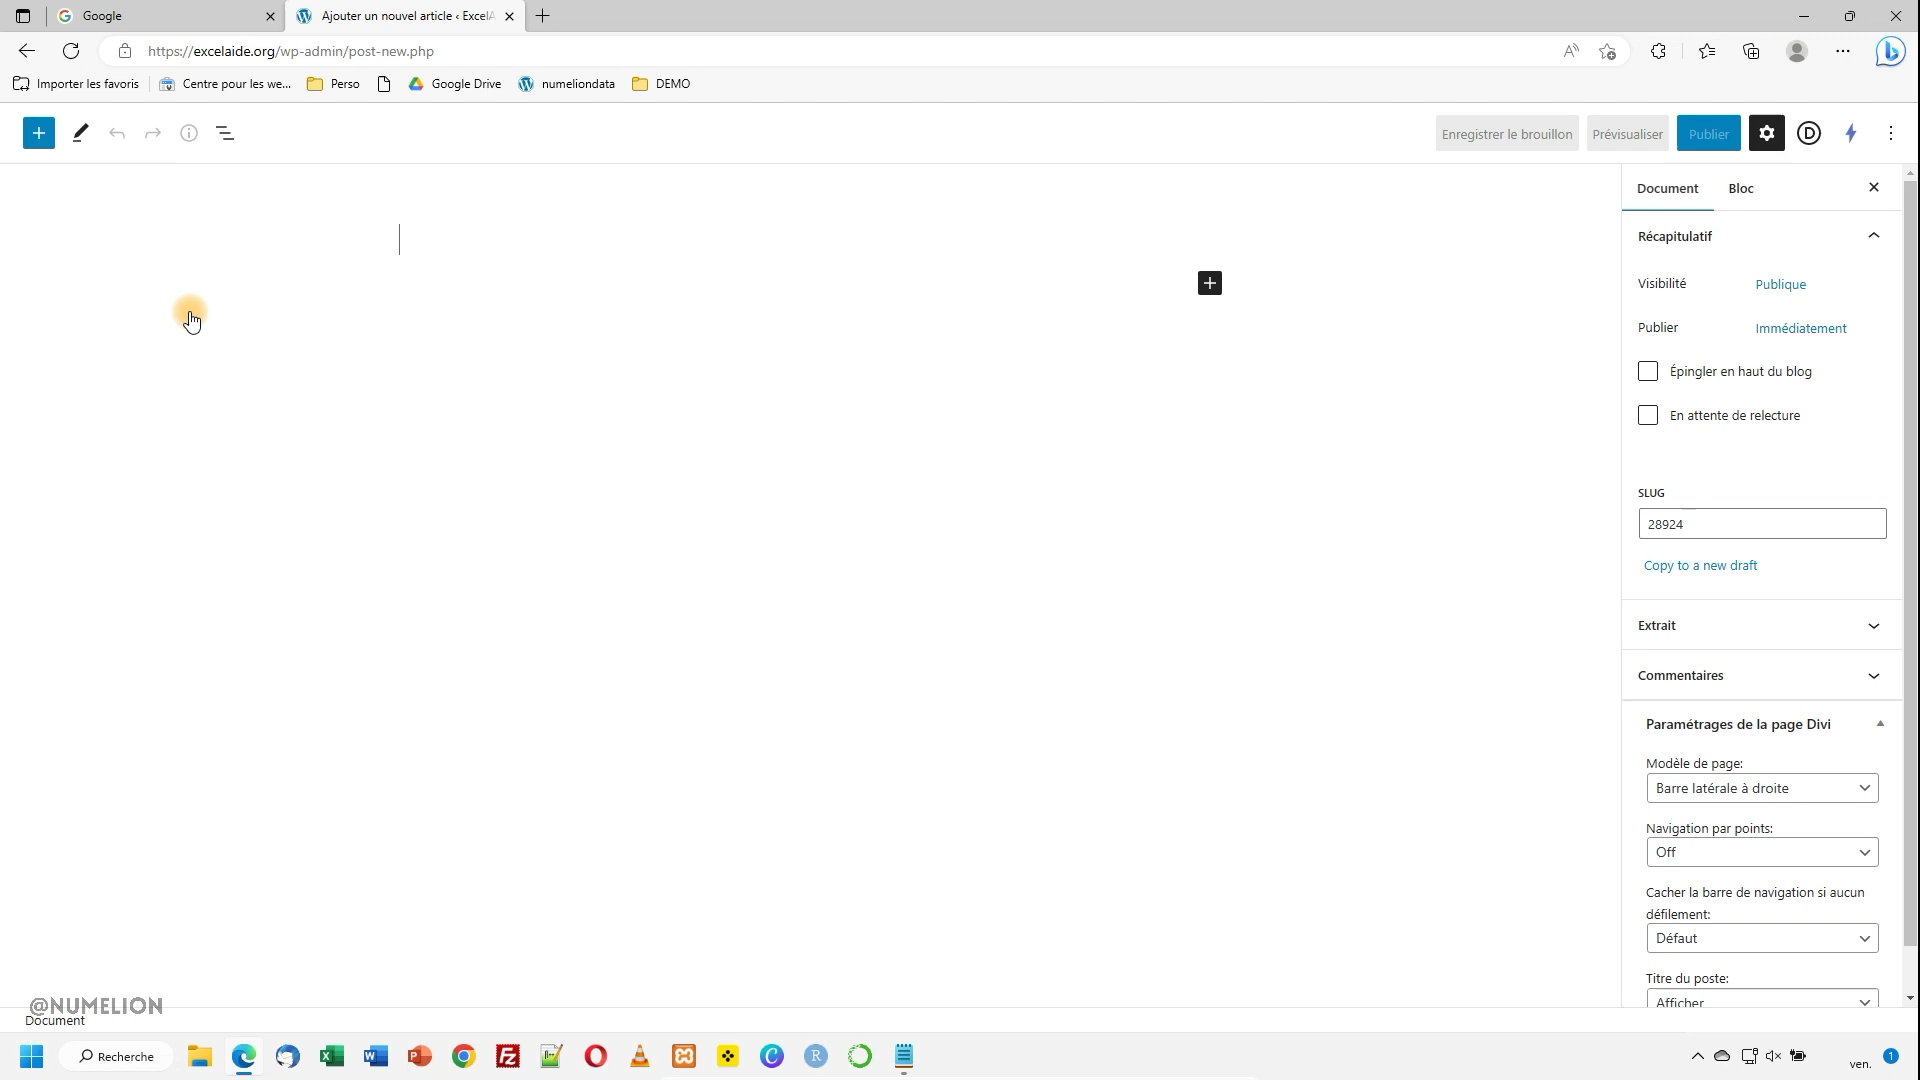 Google
Ajouter un nouvel article ‹ ExcelA
https://excelaide.org/wp-admin/post-new.php
Importer les favoris
Centre pour les we...
Perso
Google Drive
numeliondata
DEMO
Enregistrer le brouillon
Prévisualiser
Publier
Document
Bloc
Récapitulatif
Visibilité
Publique
Publier
Immédiatement
Épingler en haut du blog
En attente de relecture
SLUG
28924
Copy to a new draft
Extrait
Commentaires
Paramétrages de la page Divi
Modèle de page:
Barre latérale à droite
Navigation par points:
Off
Cacher la barre de navigation si aucun
défilement:
Défaut
Titre du poste:
Afficher
@NUMELION
Document
Recherche
ven.
1